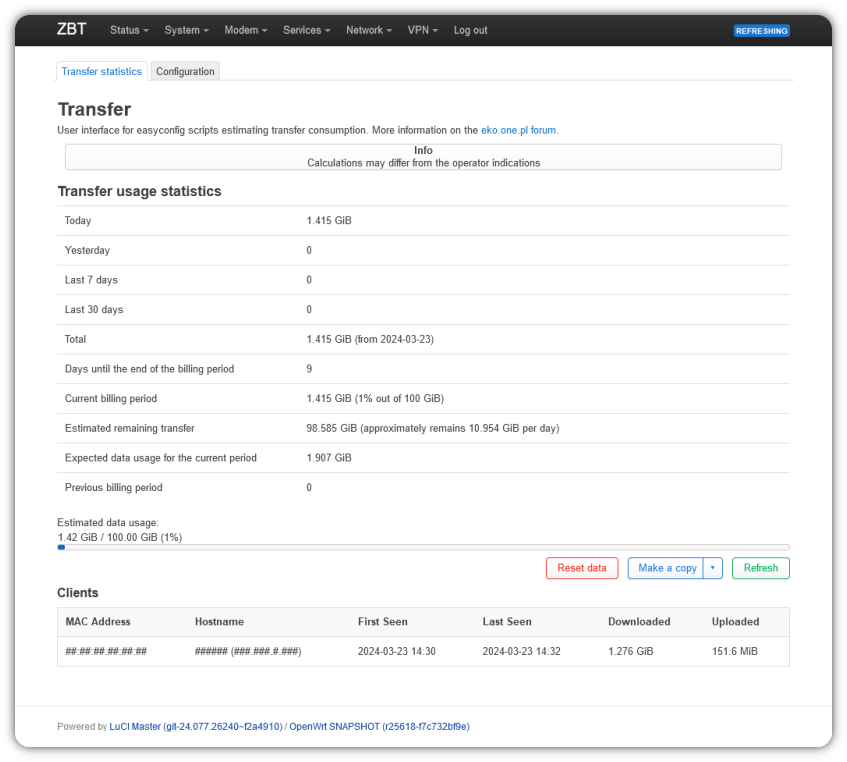 ZBT Status System Modem Services Network VPN Log out REFRESHING
Transfer statistics Configuration
Transfer
User interface for easyconfig scripts estimating transfer consumption. More information on the eko.one.pl forum.
Info
Calculations may differ from the operator indications
Transfer usage statistics
Today 1.415 GiB
Yesterday 0
Last 7 days 0
Last 30 days 0
Total 1.415 GiB (from 2024-03-23)
Days until the end of the billing period 9
Current billing period 1.415 GiB (1% out of 100 GiB)
Estimated remaining transfer 98.585 GiB (approximately remains 10.954 GiB per day)
Expected data usage for the current period 1.907 GiB
Previous billing period 0
Estimated data usage:
1.42 GiB / 100.00 GiB (1%)
Reset data Make a copy Refresh
Clients
MAC Address Hostname First Seen Last Seen Downloaded Uploaded
##:##:##:##:##:## ###### (###.###.#.###) 2024-03-23 14:30 2024-03-23 14:32 1.276 GiB 151.6 MiB
Powered by LuCI Master (git-24.077.26240~f2a4910) / OpenWrt SNAPSHOT (r25618-f7c732bf9e)